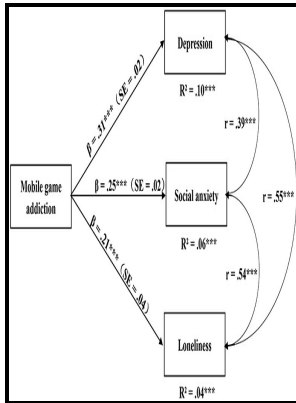 Depression
R² = .10***
β = .31*** (SE = .02)
r = .39***
Mobile game
addiction
β = .25*** (SE = .02)
Social anxiety
r = .55***
R² = .06***
β = .21*** (SE = .04)
r = .54***
Loneliness
R² = .04***